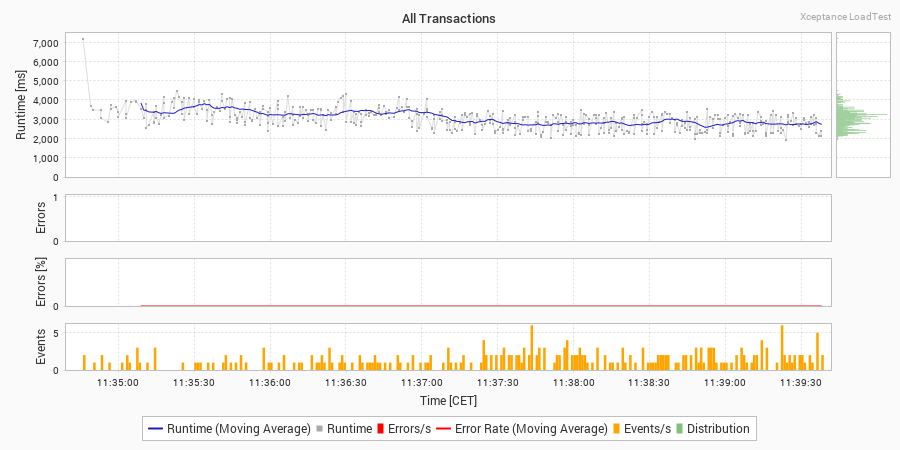 All Transactions
Xceptance LoadTest
Runtime [ms]
7,000
6,000
5,000
4,000
3,000
2,000
1,000
0
Errors
1
0
Errors [%]
0
Events
5
0
11:35:00 11:35:30 11:36:00 11:36:30 11:37:00 11:37:30 11:38:00 11:38:30 11:39:00 11:39:30
Time [CET]
Runtime (Moving Average) Runtime Errors/s Error Rate (Moving Average) Events/s Distribution